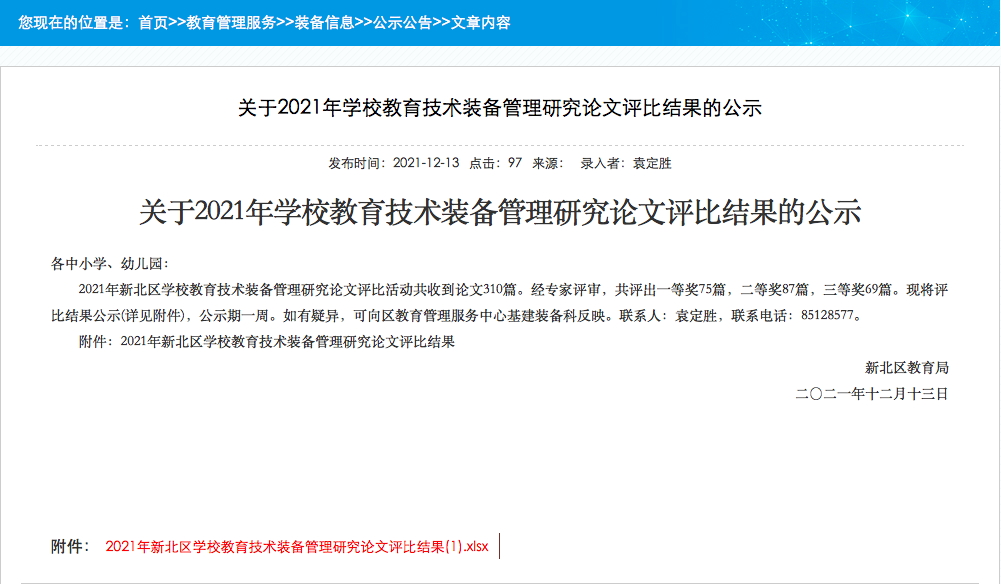 您现在的位置是：首页>>教育管理服务>>装备信息>>公示公告>>文章内容
关于2021年学校教育技术装备管理研究论文评比结果的公示
发布时间：2021-12-13 点击：97 来源： 录入者：袁定胜
关于2021年学校教育技术装备管理研究论文评比结果的公示
各中小学、幼儿园：
2021年新北区学校教育技术装备管理研究论文评比活动共收到论文310篇。经专家评审，共评出一等奖75篇，二等奖87篇，三等奖69篇。现将评
比结果公示(详见附件)，公示期一周。如有疑异，可向区教育管理服务中心基建装备科反映。联系人：袁定胜，联系电话：85128577。
附件：2021年新北区学校教育技术装备管理研究论文评比结果
新北区教育局
二〇二一年十二月十三日
附件： 2021年新北区学校教育技术装备管理研究论文评比结果(1).xlsx